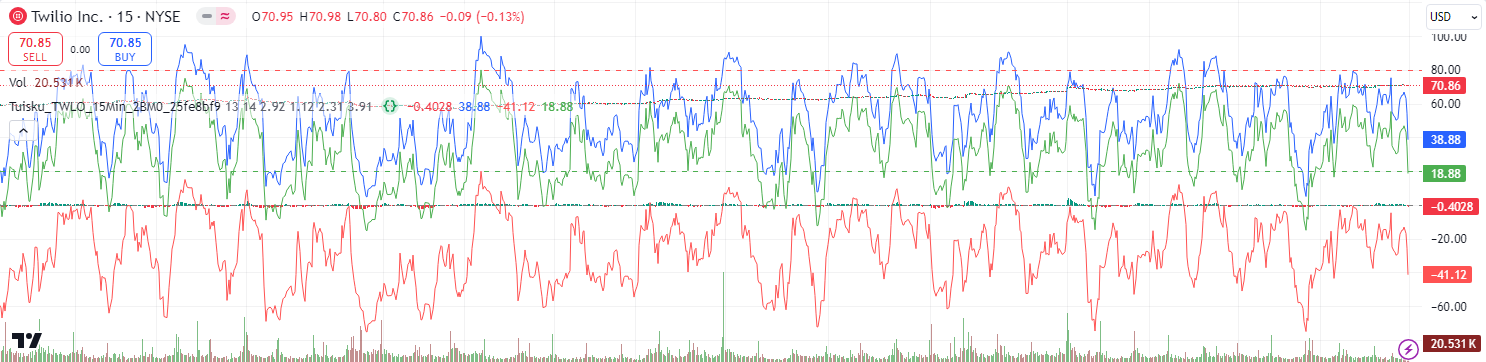 Twilio Inc. · 15 · NYSE O70.95 H70.98 L70.80 C70.86 −0.09 (−0.13%)
USD
70.85 SELL
0.00
70.85 BUY
Vol 20.531 K
Tuisku_TWLO_15Min_2BM0_25fe8bf9 13 14 2.92 1.12 2.31 3.91 −0.4028 38.88 −41.12 18.88
100.00
80.00
70.86
60.00
38.88
18.88
−0.4028
−20.00
−41.12
−60.00
20.531 K